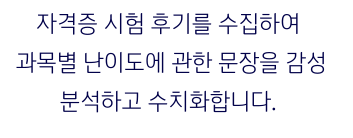 자격증 시험 후기를 수집하여
과목별 난이도에 관한 문장을 감성
분석하고 수치화합니다.